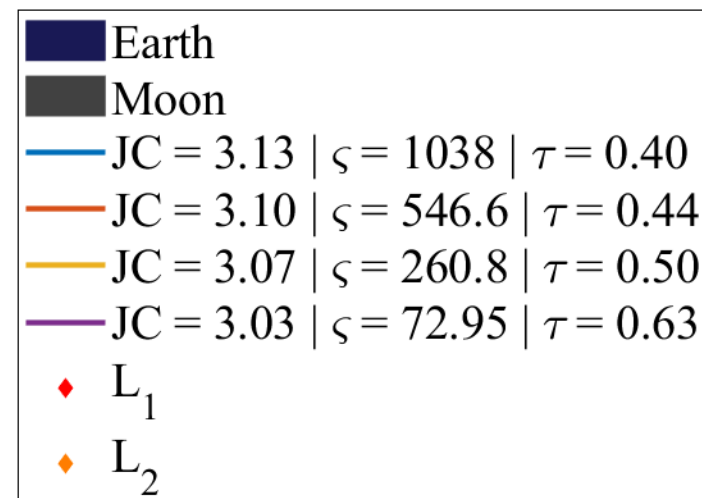 Earth
Moon
JC = 3.13 | ς = 1038 | τ = 0.40
JC = 3.10 | ς = 546.6 | τ = 0.44
JC = 3.07 | ς = 260.8 | τ = 0.50
JC = 3.03 | ς = 72.95 | τ = 0.63
L₁
L₂